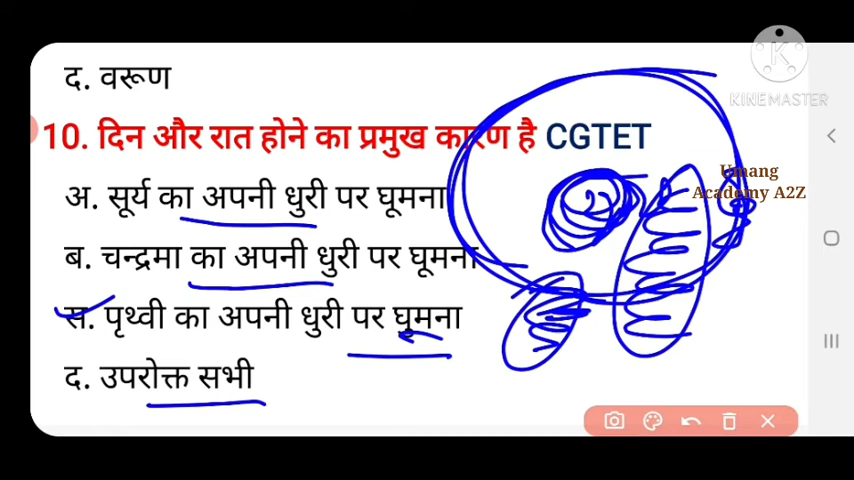 द. वरूण
K
KINEMASTER
10. दिन और रात होने का प्रमुख कारण है CGTET
Umang
Academy A2Z
अ. सूर्य का अपनी धुरी पर घूमना
ब. चन्द्रमा का अपनी धुरी पर घूमना
स. पृथ्वी का अपनी धुरी पर घूमना
द. उपरोक्त सभी